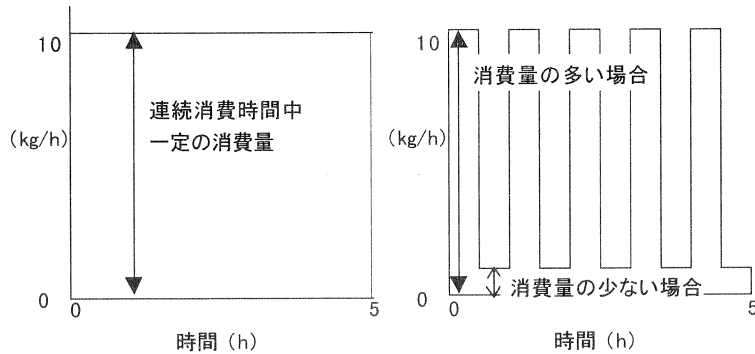 10
(kg/h)
0
連続消費時間中
一定の消費量
0
5
時間 (h)
10
(kg/h)
0
消費量の多い場合
消費量の少ない場合
0
5
時間 (h)